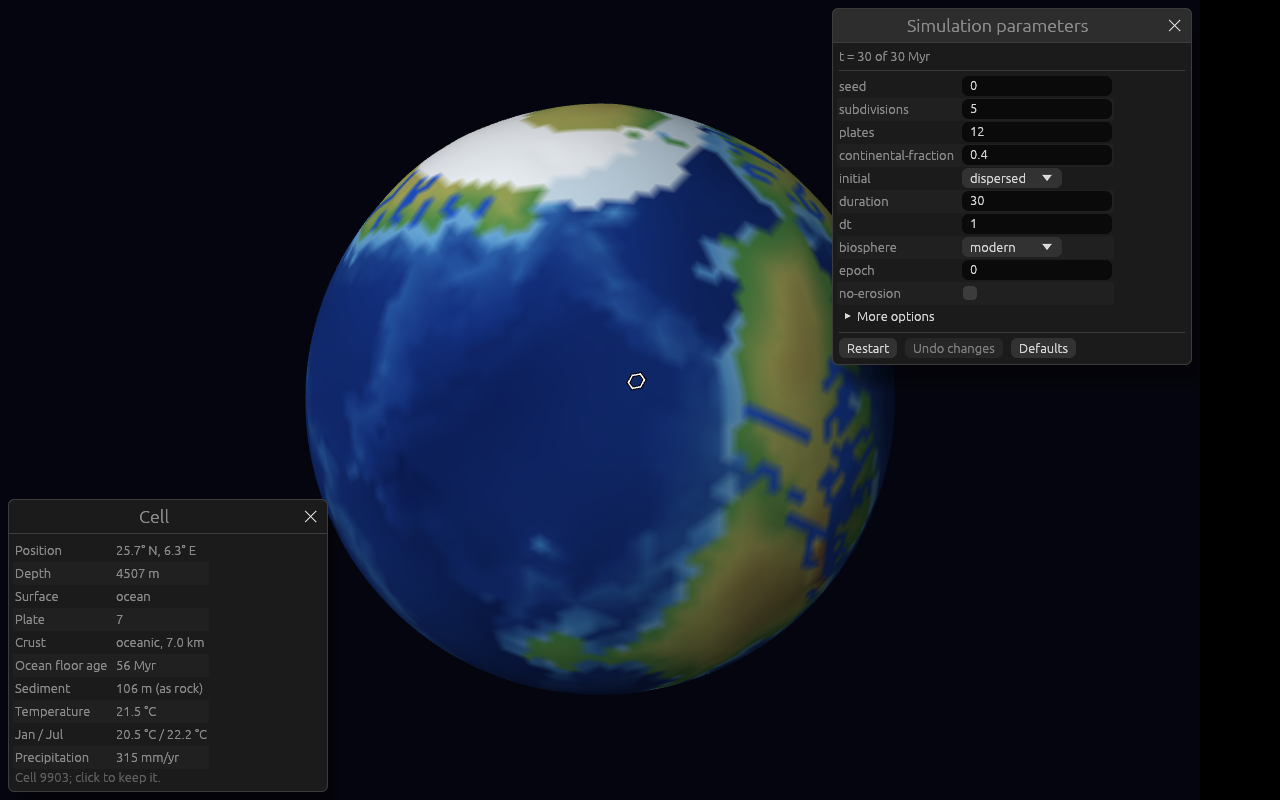 Simulation parameters
t = 30 of 30 Myr
seed 0
subdivisions 5
plates 12
continental-fraction 0.4
initial dispersed
duration 30
dt 1
biosphere modern
epoch 0
no-erosion
More options
Restart Undo changes Defaults
Cell
Position 25.7° N, 6.3° E
Depth 4507 m
Surface ocean
Plate 7
Crust oceanic, 7.0 km
Ocean floor age 56 Myr
Sediment 106 m (as rock)
Temperature 21.5 °C
Jan / Jul 20.5 °C / 22.2 °C
Precipitation 315 mm/yr
Cell 9903; click to keep it.